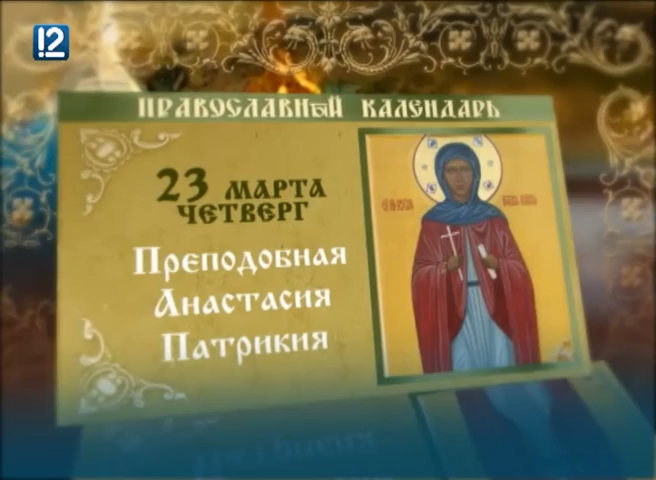 12
ПРАВОСЛАВНЫЙ КАЛЕНДАРЬ
23 МАРТА
ЧЕТВЕРГ
Преподобная
Анастасия
Патрикия